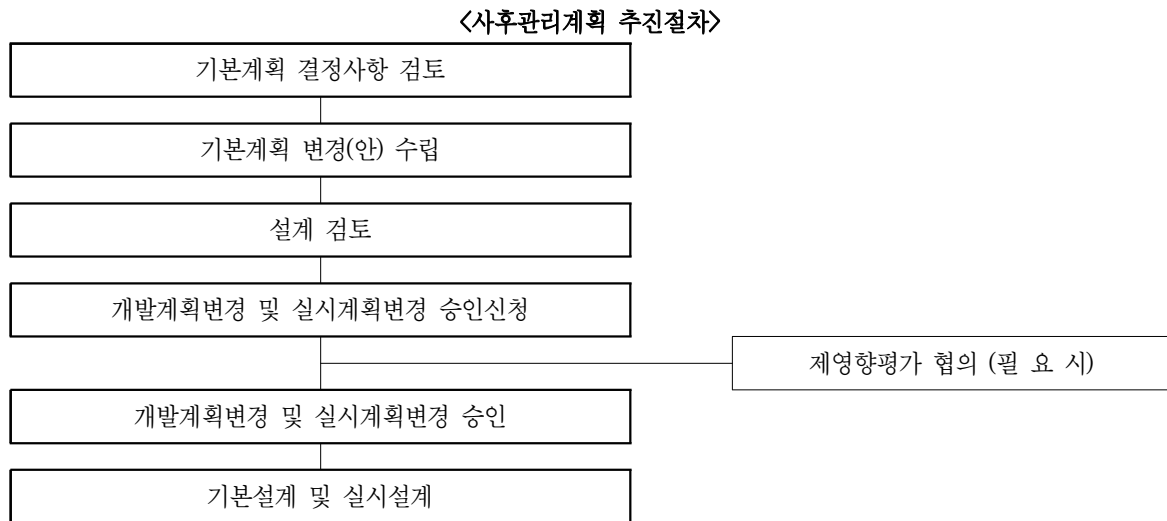 <사후관리계획 추진절차>
기본계획 결정사항 검토
기본계획 변경(안) 수립
설계 검토
개발계획변경 및 실시계획변경 승인신청
제영향평가 협의 (필 요 시)
개발계획변경 및 실시계획변경 승인
기본설계 및 실시설계